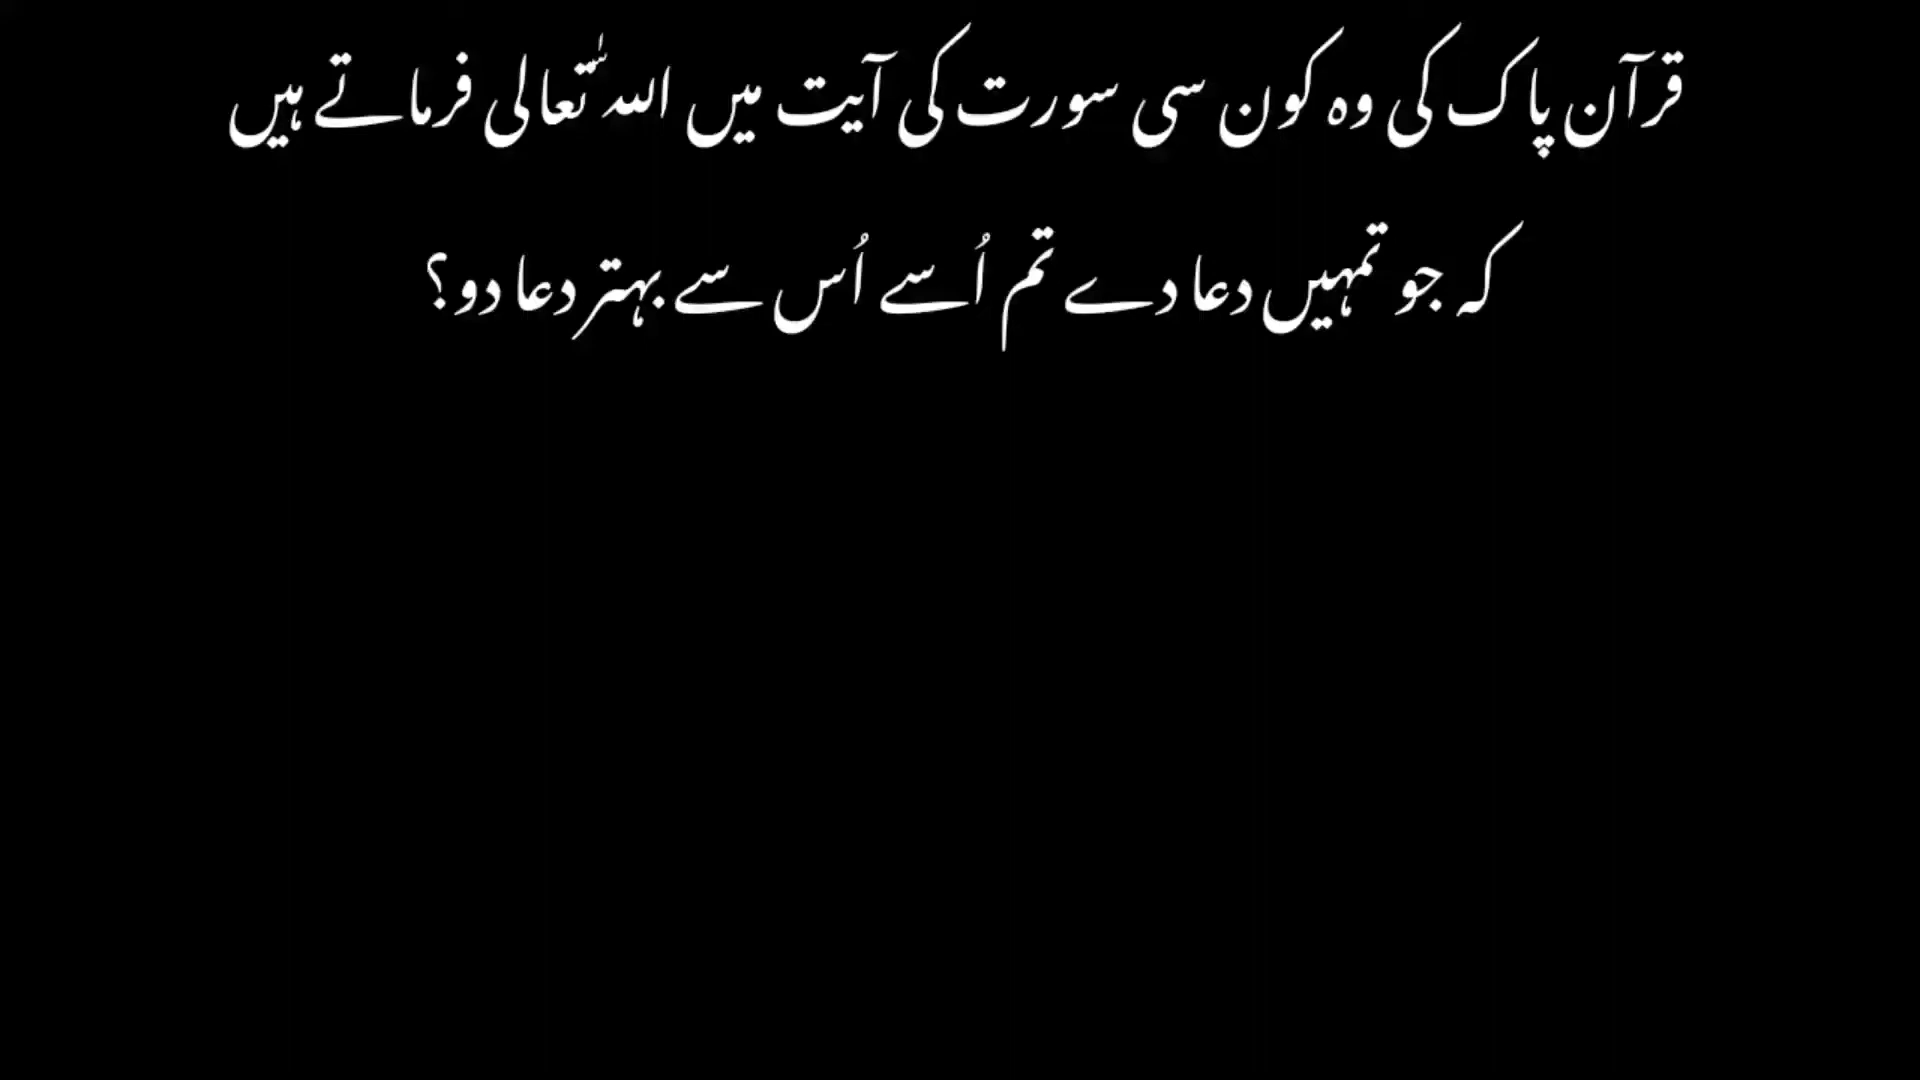 قرآن پاک کی وہ کون سی سورت کی آیت میں اللہ تعالٰی فرماتے ہیں
کہ جو تمہیں دعا دے تم اُسے اُس سے بہتر دعا دو؟